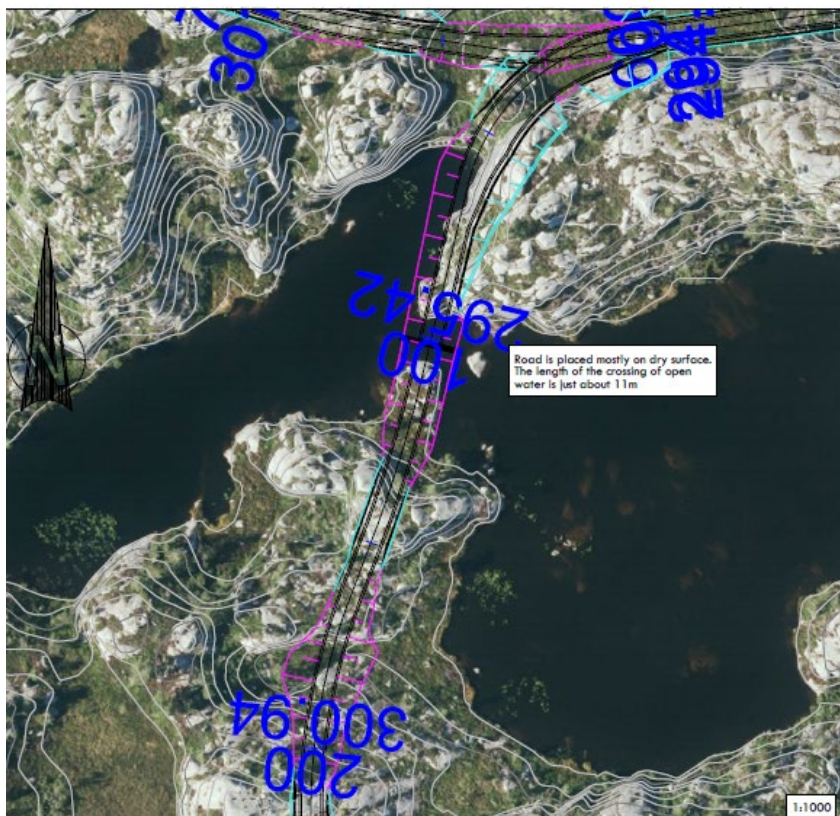 295.42
100
N
Road is placed mostly on dry surface.
The length of the crossing of open
water is just about 11m
300.94
200
1:1000